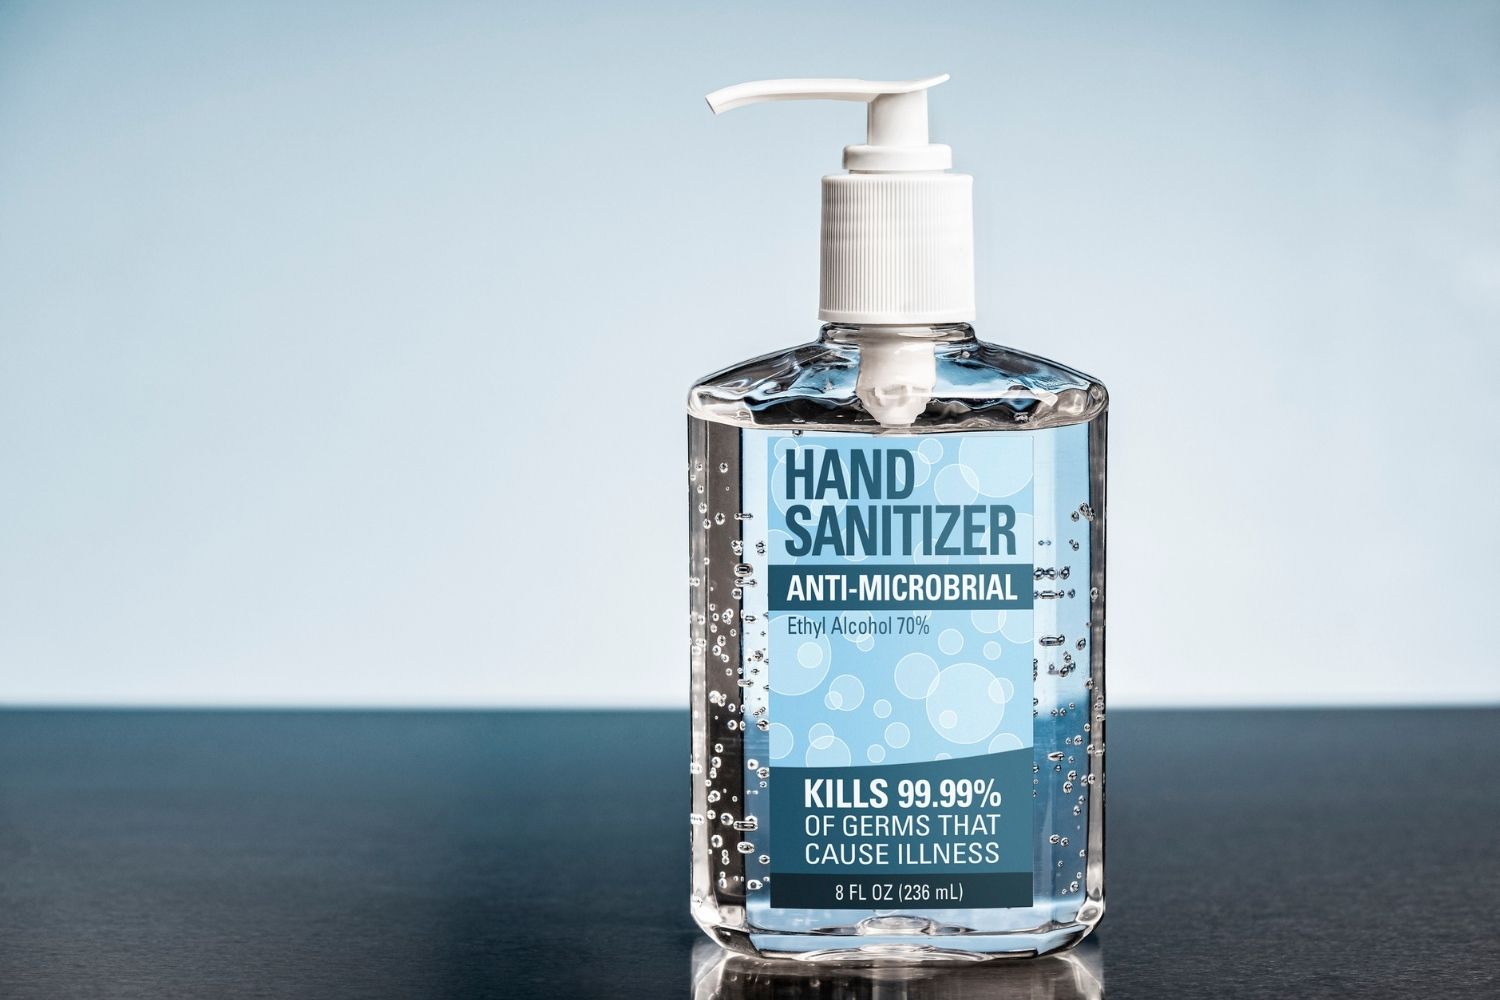 HAND
SANITIZER
ANTI-MICROBRIAL
Ethyl Alcohol 70%
KILLS 99.99%
OF GERMS THAT
CAUSE ILLNESS
8 FL OZ (236 mL)